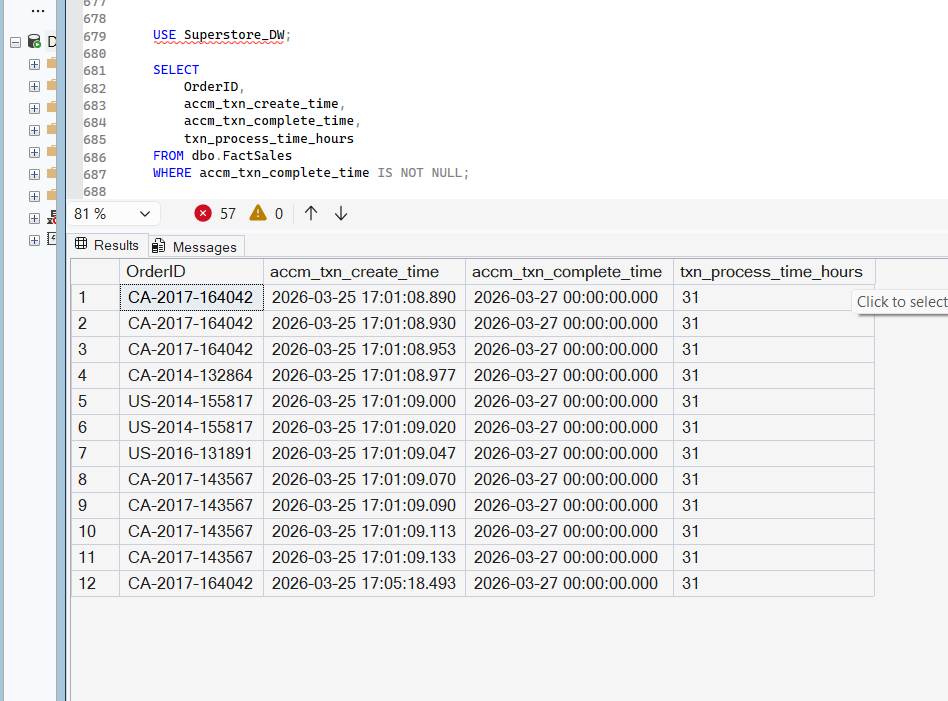 ...
677
678
679 USE Superstore_DW;
680
681 SELECT
682 OrderID,
683 accm_txn_create_time,
684 accm_txn_complete_time,
685 txn_process_time_hours
686 FROM dbo.FactSales
687 WHERE accm_txn_complete_time IS NOT NULL;
688
D
81 % 57 0
Results Messages
OrderID accm_txn_create_time accm_txn_complete_time txn_process_time_hours
1 CA-2017-164042 2026-03-25 17:01:08.890 2026-03-27 00:00:00.000 31
Click to select
2 CA-2017-164042 2026-03-25 17:01:08.930 2026-03-27 00:00:00.000 31
3 CA-2017-164042 2026-03-25 17:01:08.953 2026-03-27 00:00:00.000 31
4 CA-2014-132864 2026-03-25 17:01:08.977 2026-03-27 00:00:00.000 31
5 US-2014-155817 2026-03-25 17:01:09.000 2026-03-27 00:00:00.000 31
6 US-2014-155817 2026-03-25 17:01:09.020 2026-03-27 00:00:00.000 31
7 US-2016-131891 2026-03-25 17:01:09.047 2026-03-27 00:00:00.000 31
8 CA-2017-143567 2026-03-25 17:01:09.070 2026-03-27 00:00:00.000 31
9 CA-2017-143567 2026-03-25 17:01:09.090 2026-03-27 00:00:00.000 31
10 CA-2017-143567 2026-03-25 17:01:09.113 2026-03-27 00:00:00.000 31
11 CA-2017-143567 2026-03-25 17:01:09.133 2026-03-27 00:00:00.000 31
12 CA-2017-164042 2026-03-25 17:05:18.493 2026-03-27 00:00:00.000 31